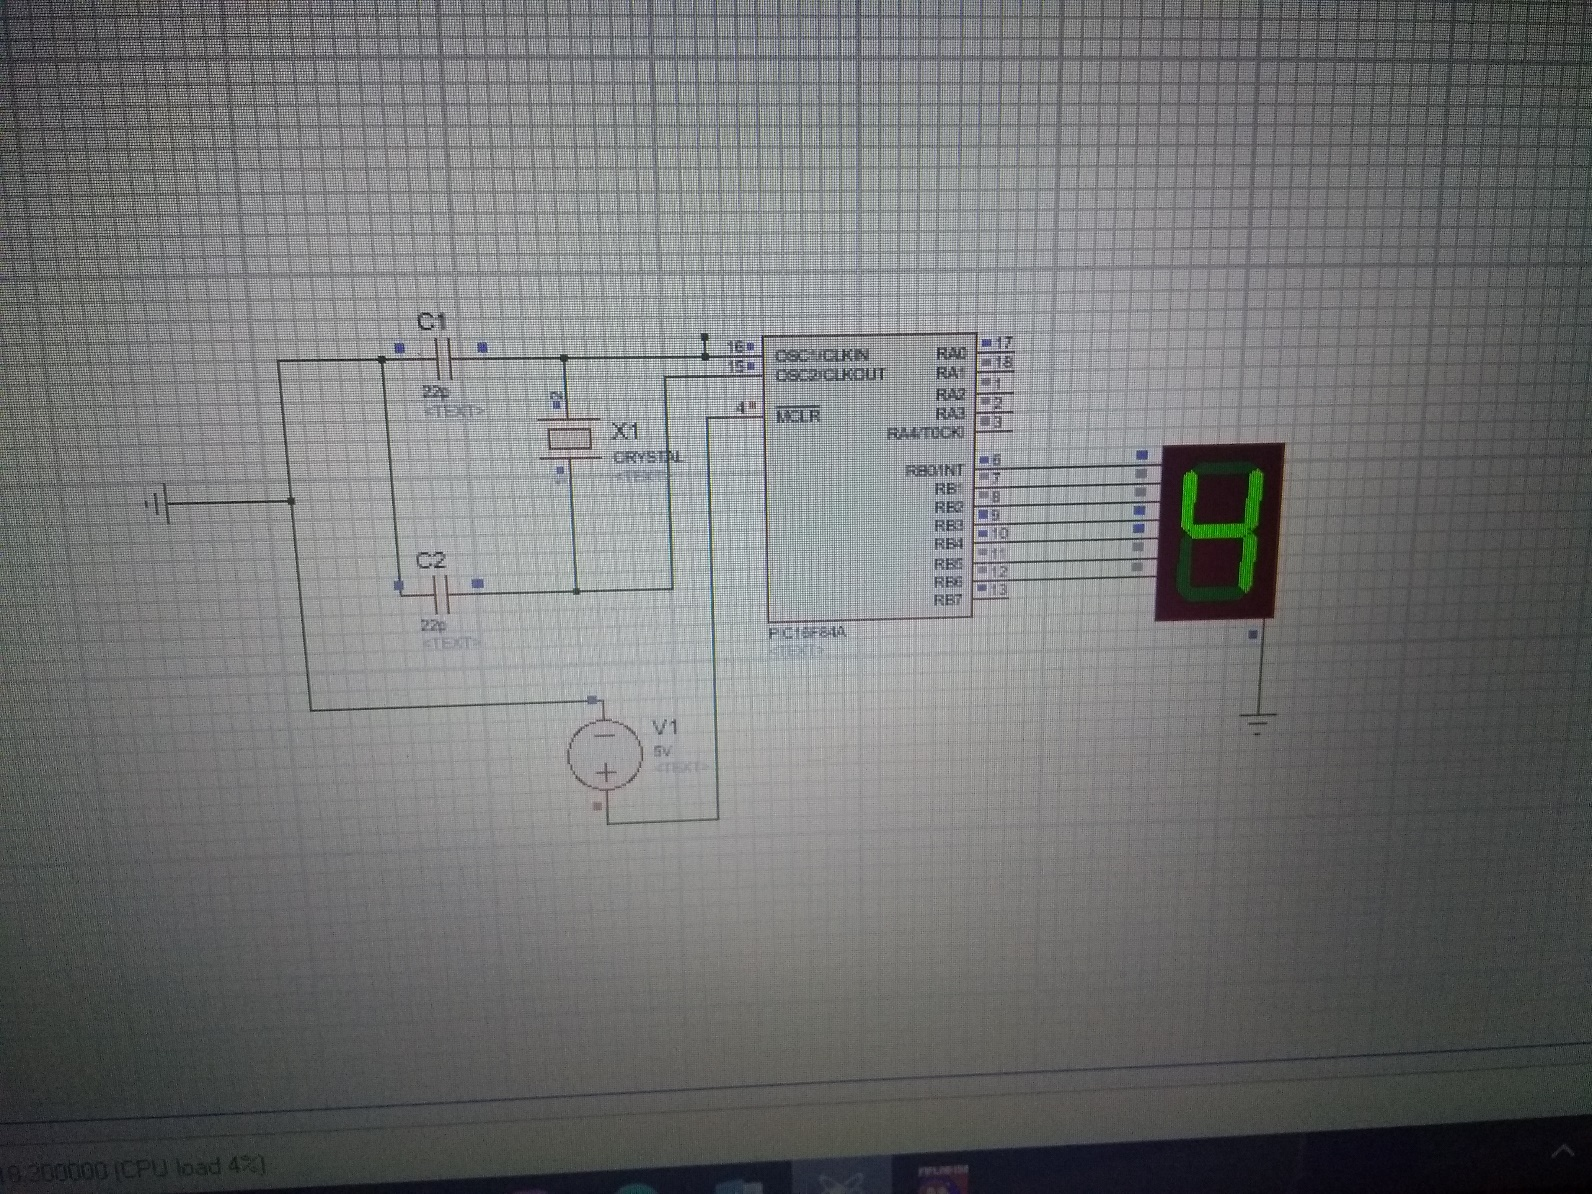 C1
22p
<TEXT>
X1
CRYSTAL
<TEXT>
C2
22p
<TEXT>
V1
5V
<TEXT>
16
15
4
OSC1/CLKIN
OSC2/CLKOUT
MCLR
RA0
RA1
RA2
RA3
RA4/T0CKI
RB0/INT
RB1
RB2
RB3
RB4
RB5
RB6
RB7
17
18
1
2
3
6
7
8
9
10
11
12
13
PIC16F84A
<TEXT>
4
(CPU load 4%)